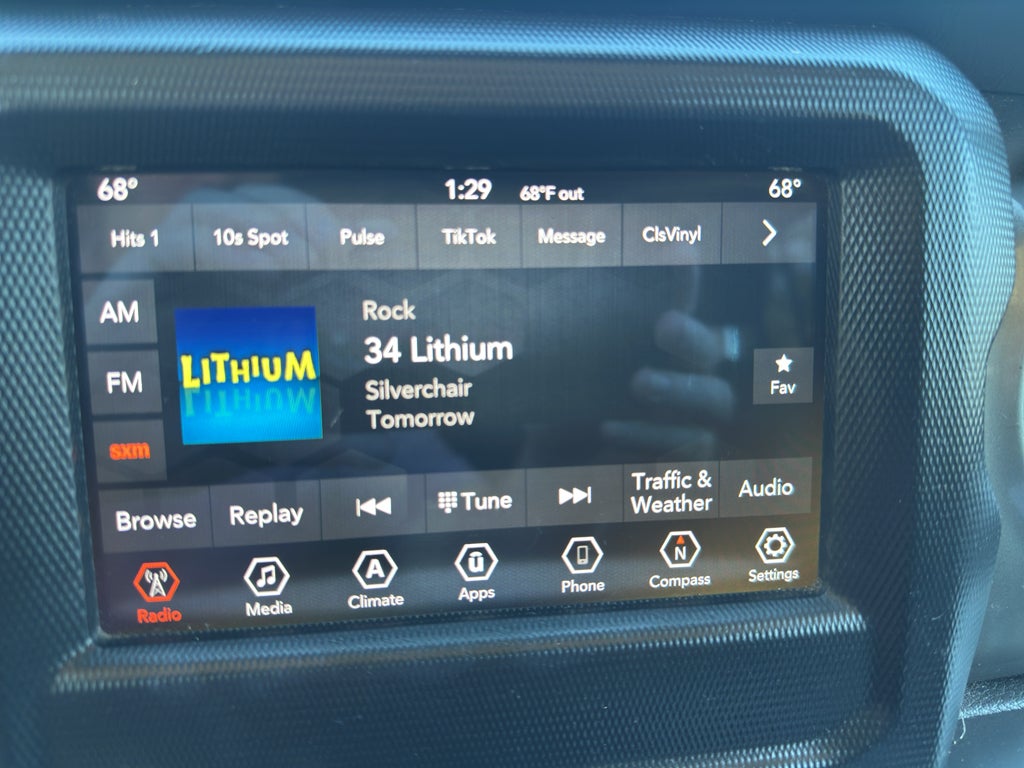 68° 1:29 68°F out 68°
Hits 1 10s Spot Pulse TikTok Message ClsVinyl
AM
FM
sxm
LITHIUM
Rock
34 Lithium
Silverchair
Tomorrow
Fav
Browse Replay Tune Traffic & Weather Audio
Radio Media Climate Apps Phone Compass Settings
A
ū
N